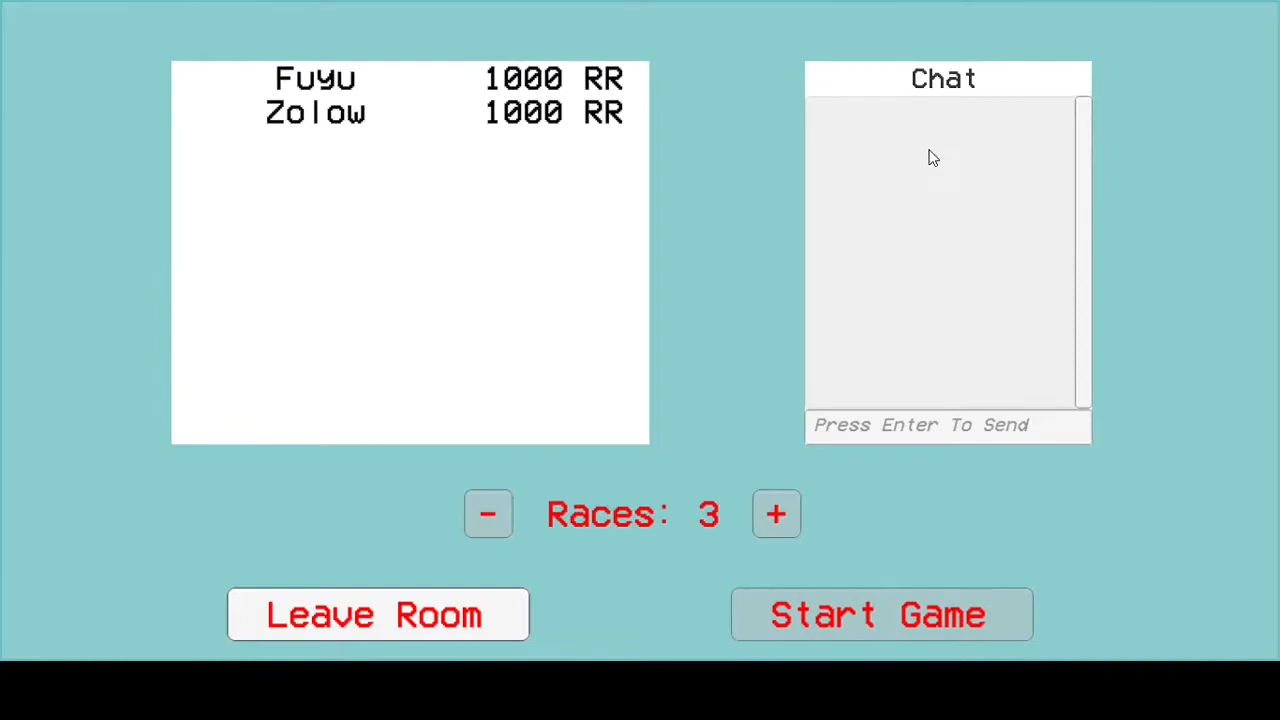 Fuyu 1000 RR
Zolow 1000 RR
Chat
Press Enter To Send
- Races: 3 +
Leave Room
Start Game